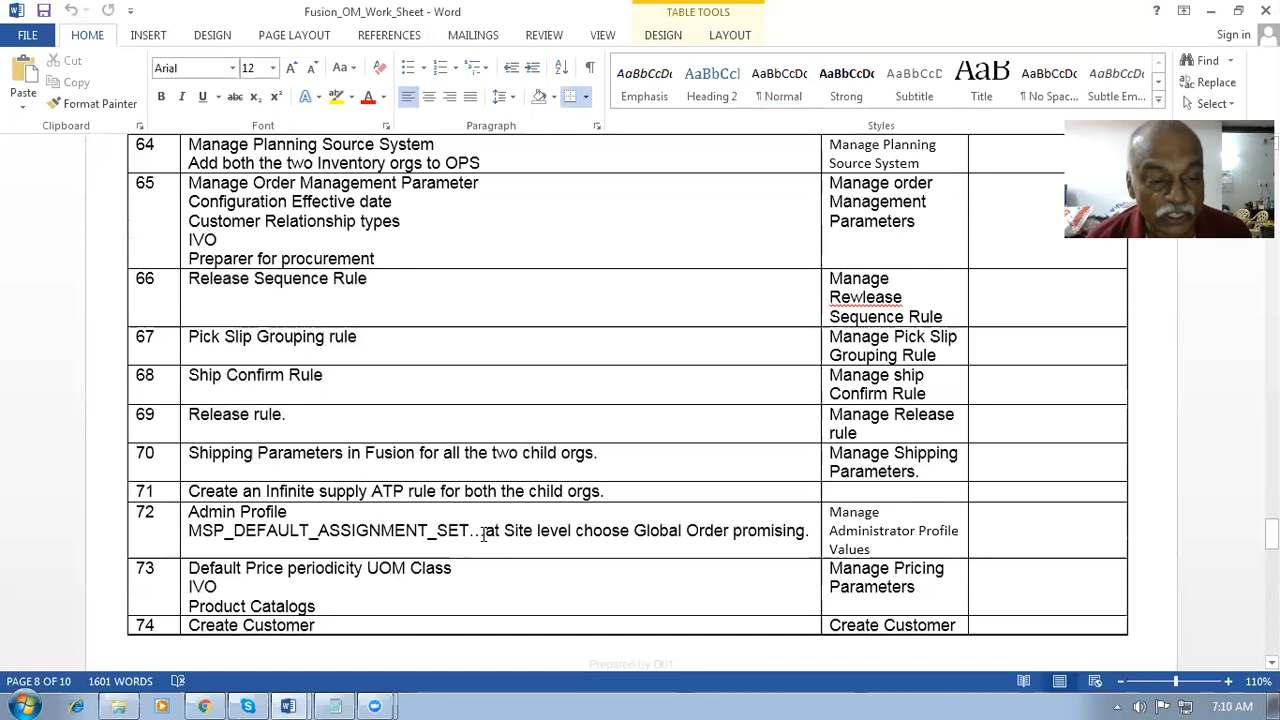 Fusion_OM_Work_Sheet - Word
TABLE TOOLS
FILE HOME INSERT DESIGN PAGE LAYOUT REFERENCES MAILINGS REVIEW VIEW DESIGN LAYOUT Sign in
Cut
Copy
Format Painter
Paste
Arial 12
AaBbCcDc AaBbCcL AaBbCcDc AaBbCcDc AaBbCcDc AaB AaBbCcDc AaBbCcDc
Emphasis Heading 2 ¶ Normal Strong Subtitle Title ¶ No Spac... Subtle Em...
Find
Replace
Select
Clipboard Font Paragraph Styles
64 Manage Planning Source System Manage Planning
Add both the two Inventory orgs to OPS Source System
65 Manage Order Management Parameter Manage order
Configuration Effective date Management
Customer Relationship types Parameters
IVO
Preparer for procurement
66 Release Sequence Rule Manage
Rewlease
Sequence Rule
67 Pick Slip Grouping rule Manage Pick Slip
Grouping Rule
68 Ship Confirm Rule Manage ship
Confirm Rule
69 Release rule. Manage Release
rule
70 Shipping Parameters in Fusion for all the two child orgs. Manage Shipping
Parameters.
71 Create an Infinite supply ATP rule for both the child orgs.
72 Admin Profile Manage
MSP_DEFAULT_ASSIGNMENT_SET…at Site level choose Global Order promising. Administrator Profile
Values
73 Default Price periodicity UOM Class Manage Pricing
IVO Parameters
Product Catalogs
74 Create Customer Create Customer
Prepared by
PAGE 8 OF 10 1601 WORDS 110%
7:10 AM